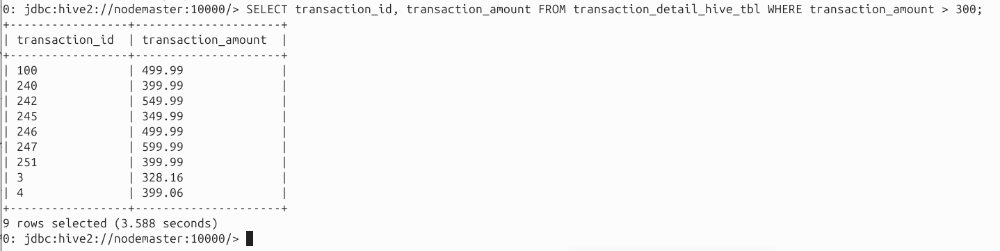 0: jdbc:hive2://nodemaster:10000/> SELECT transaction_id, transaction_amount FROM transaction_detail_hive_tbl WHERE transaction_amount > 300;
+-----------------+---------------------+
| transaction_id  | transaction_amount  |
+-----------------+---------------------+
| 100             | 499.99              |
| 240             | 399.99              |
| 242             | 549.99              |
| 245             | 349.99              |
| 246             | 499.99              |
| 247             | 599.99              |
| 251             | 399.99              |
| 3               | 328.16              |
| 4               | 399.06              |
+-----------------+---------------------+
9 rows selected (3.588 seconds)
0: jdbc:hive2://nodemaster:10000/>